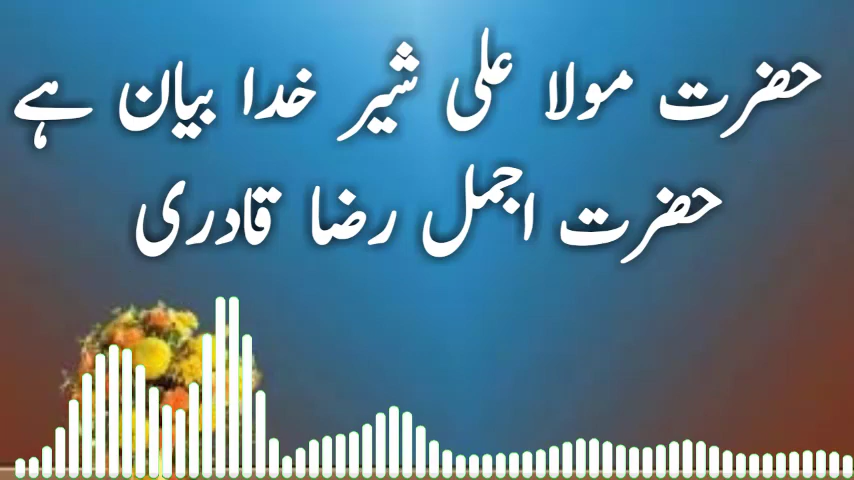 حضرت مولا علی شیر خدا بیان ہے
حضرت اجمل رضا قادری